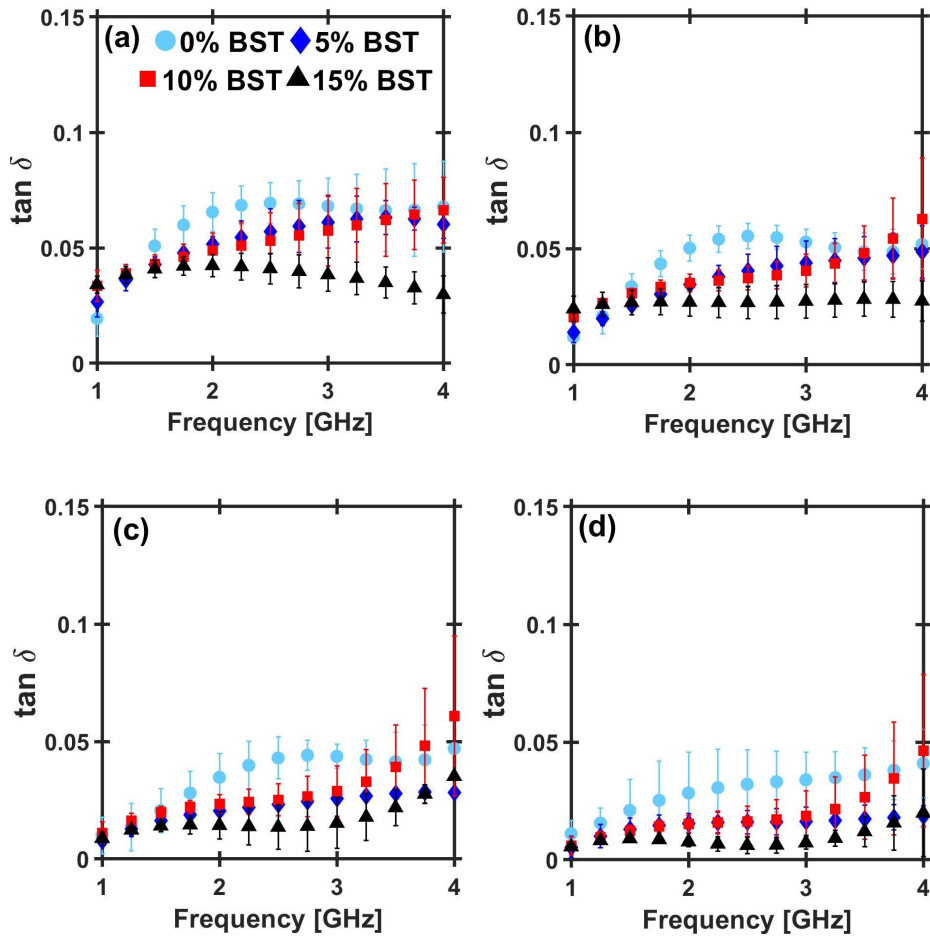 0.15
(a)
0% BST
5% BST
10% BST
15% BST
0.1
tan δ
0.05
0
1
2
3
4
Frequency [GHz]
0.15
(b)
0.1
tan δ
0.05
0
1
2
3
4
Frequency [GHz]
0.15
(c)
0.1
tan δ
0.05
0
1
2
3
4
Frequency [GHz]
0.15
(d)
0.1
tan δ
0.05
0
1
2
3
4
Frequency [GHz]